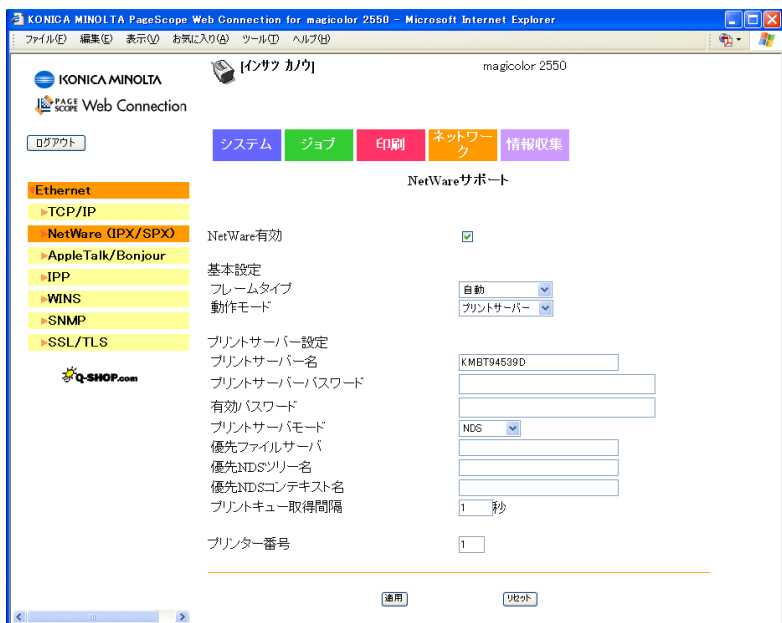 KONICA MINOLTA PageScope Web Connection for magicolor 2550 - Microsoft Internet Explorer
ファイル(F) 編集(E) 表示(V) お気に入り(A) ツール(T) ヘルプ(H)
KONICA MINOLTA
[インサツ カノウ]
magicolor 2550
PAGE SCOPE Web Connection
ログアウト
システム ジョブ 印刷 ネットワーク 情報収集
NetWareサポート
Ethernet
TCP/IP
NetWare (IPX/SPX)
AppleTalk/Bonjour
IPP
WINS
SNMP
SSL/TLS
Q-SHOP.com
NetWare有効
基本設定
フレームタイプ 自動
動作モード プリントサーバー
プリントサーバー設定
プリントサーバー名 KMBT94539D
プリントサーバーパスワード
有効パスワード
プリントサーバモード NDS
優先ファイルサーバ
優先NDSツリー名
優先NDSコンテキスト名
プリントキュー取得間隔 1 秒
プリンター番号 1
適用 リセット